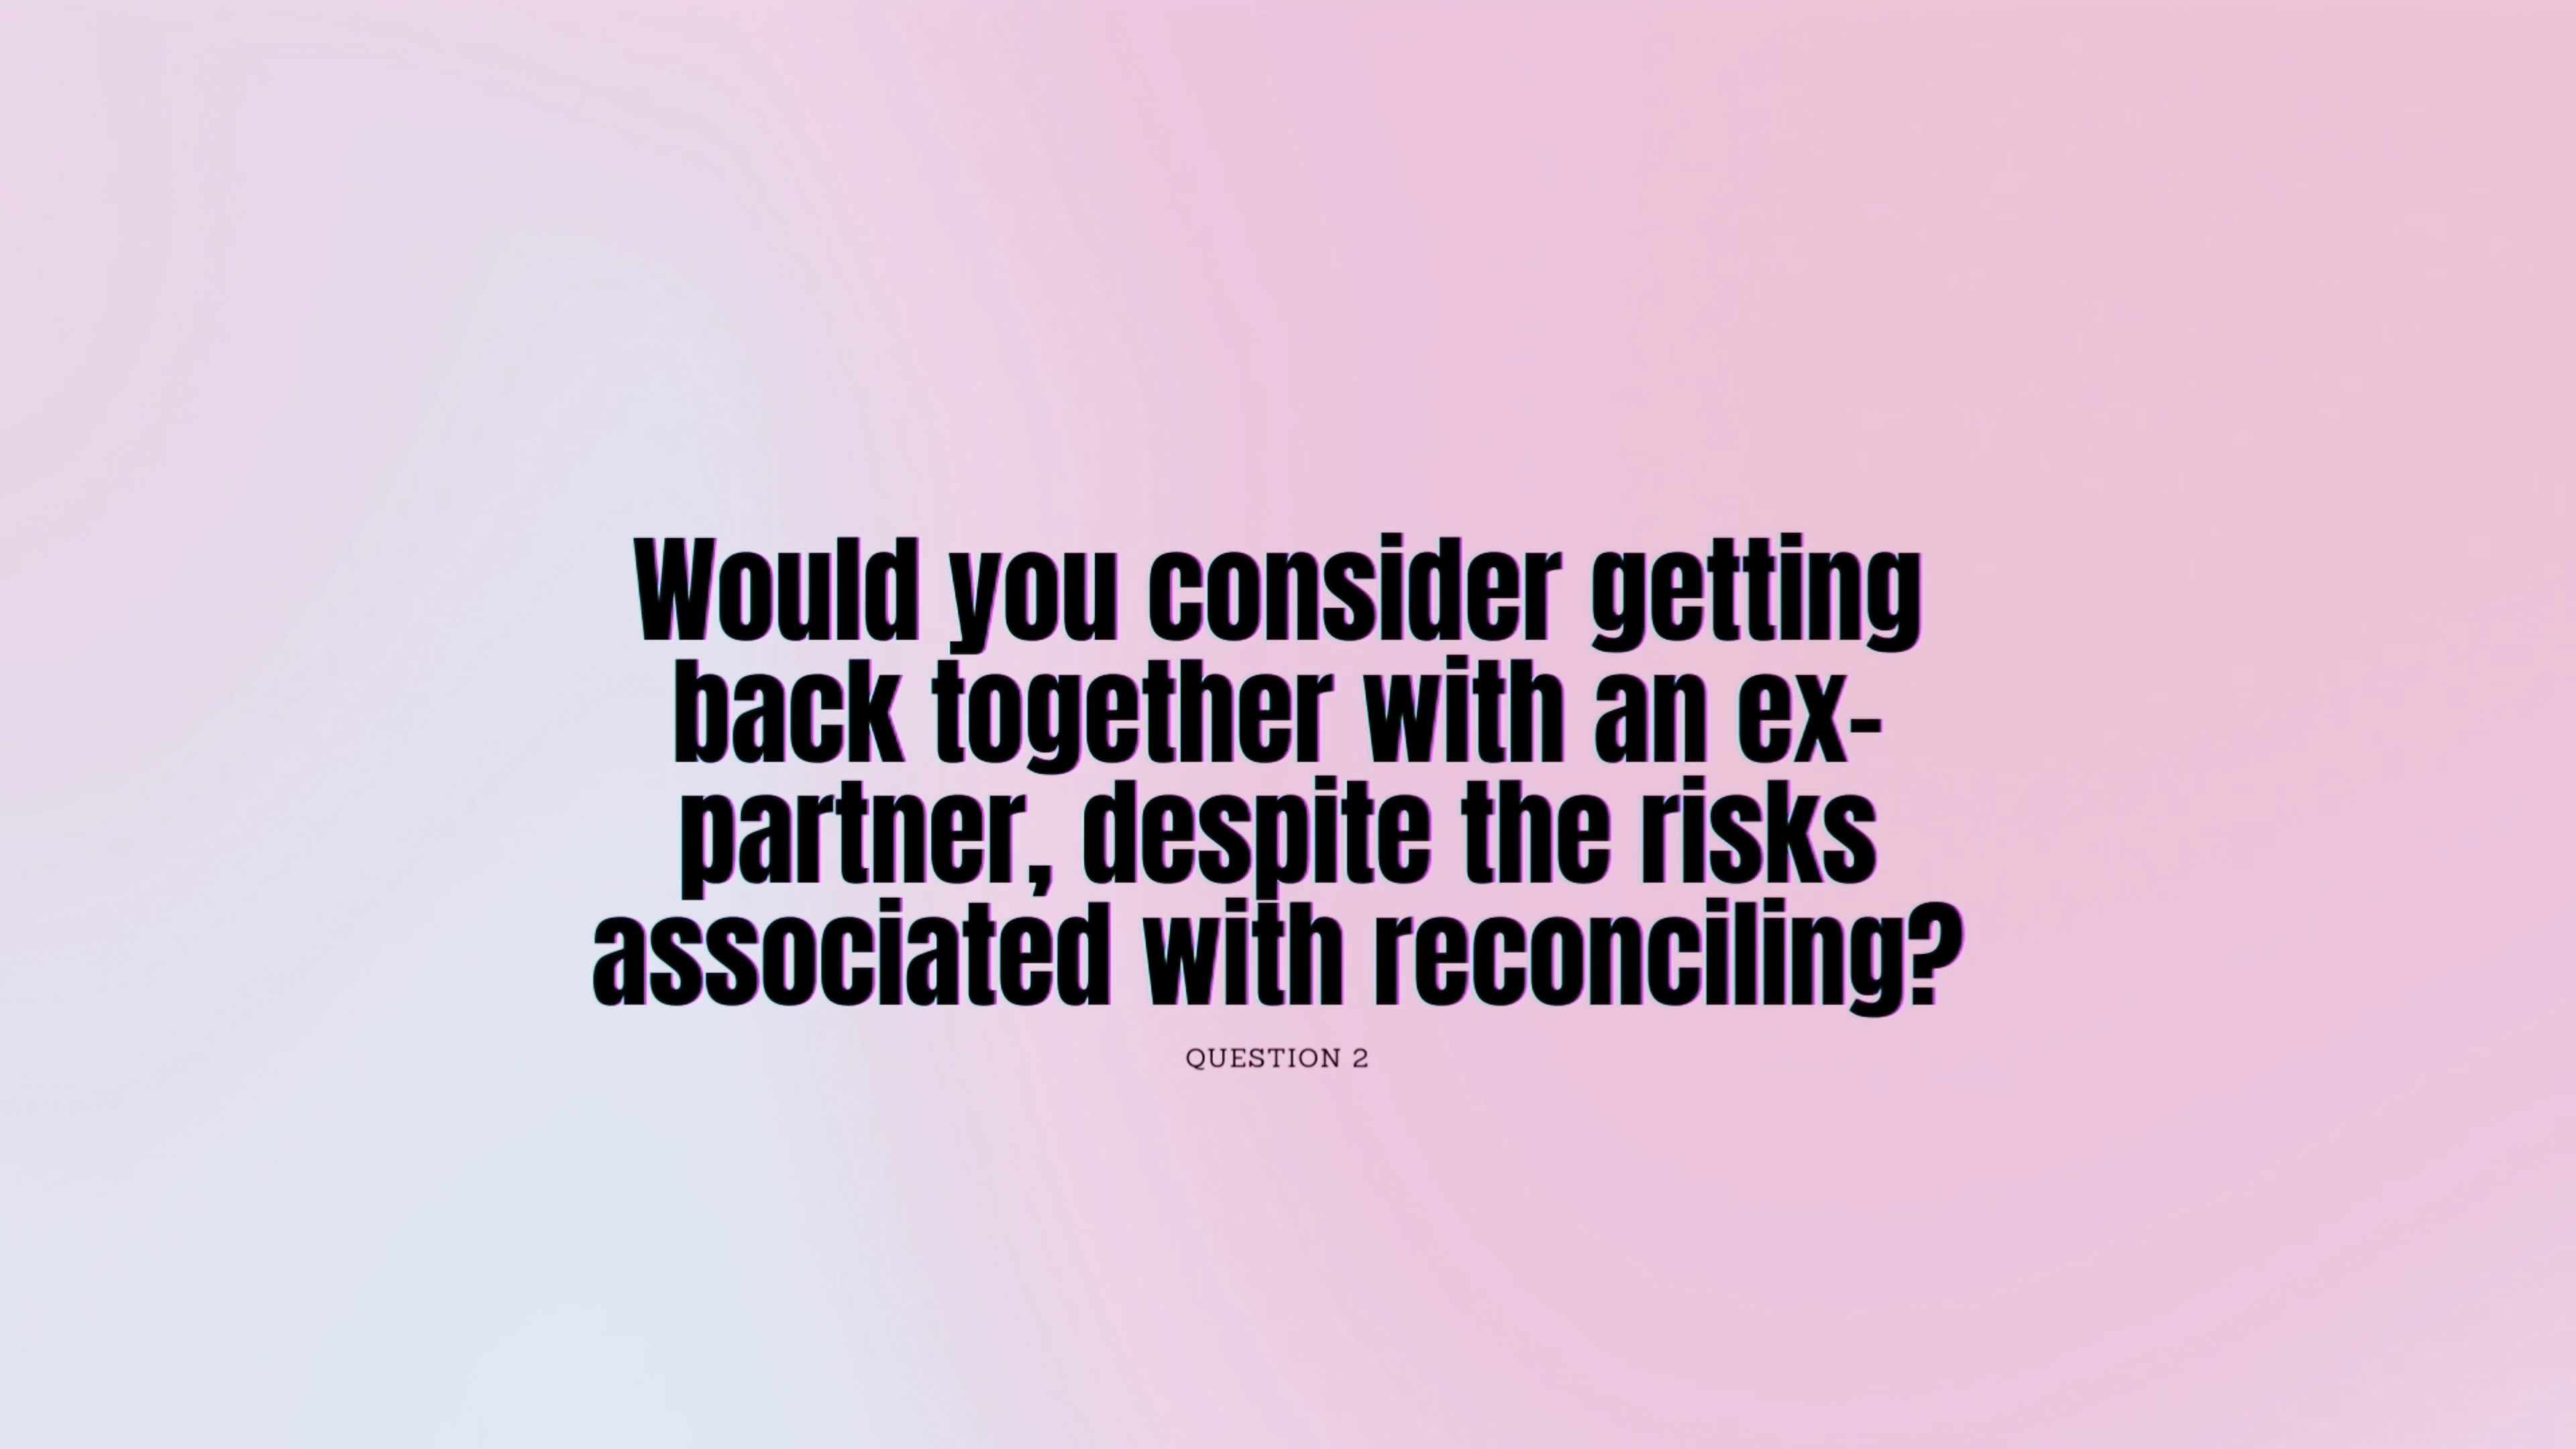 Would you consider getting
back together with an ex-
partner, despite the risks
associated with reconciling?
QUESTION 2